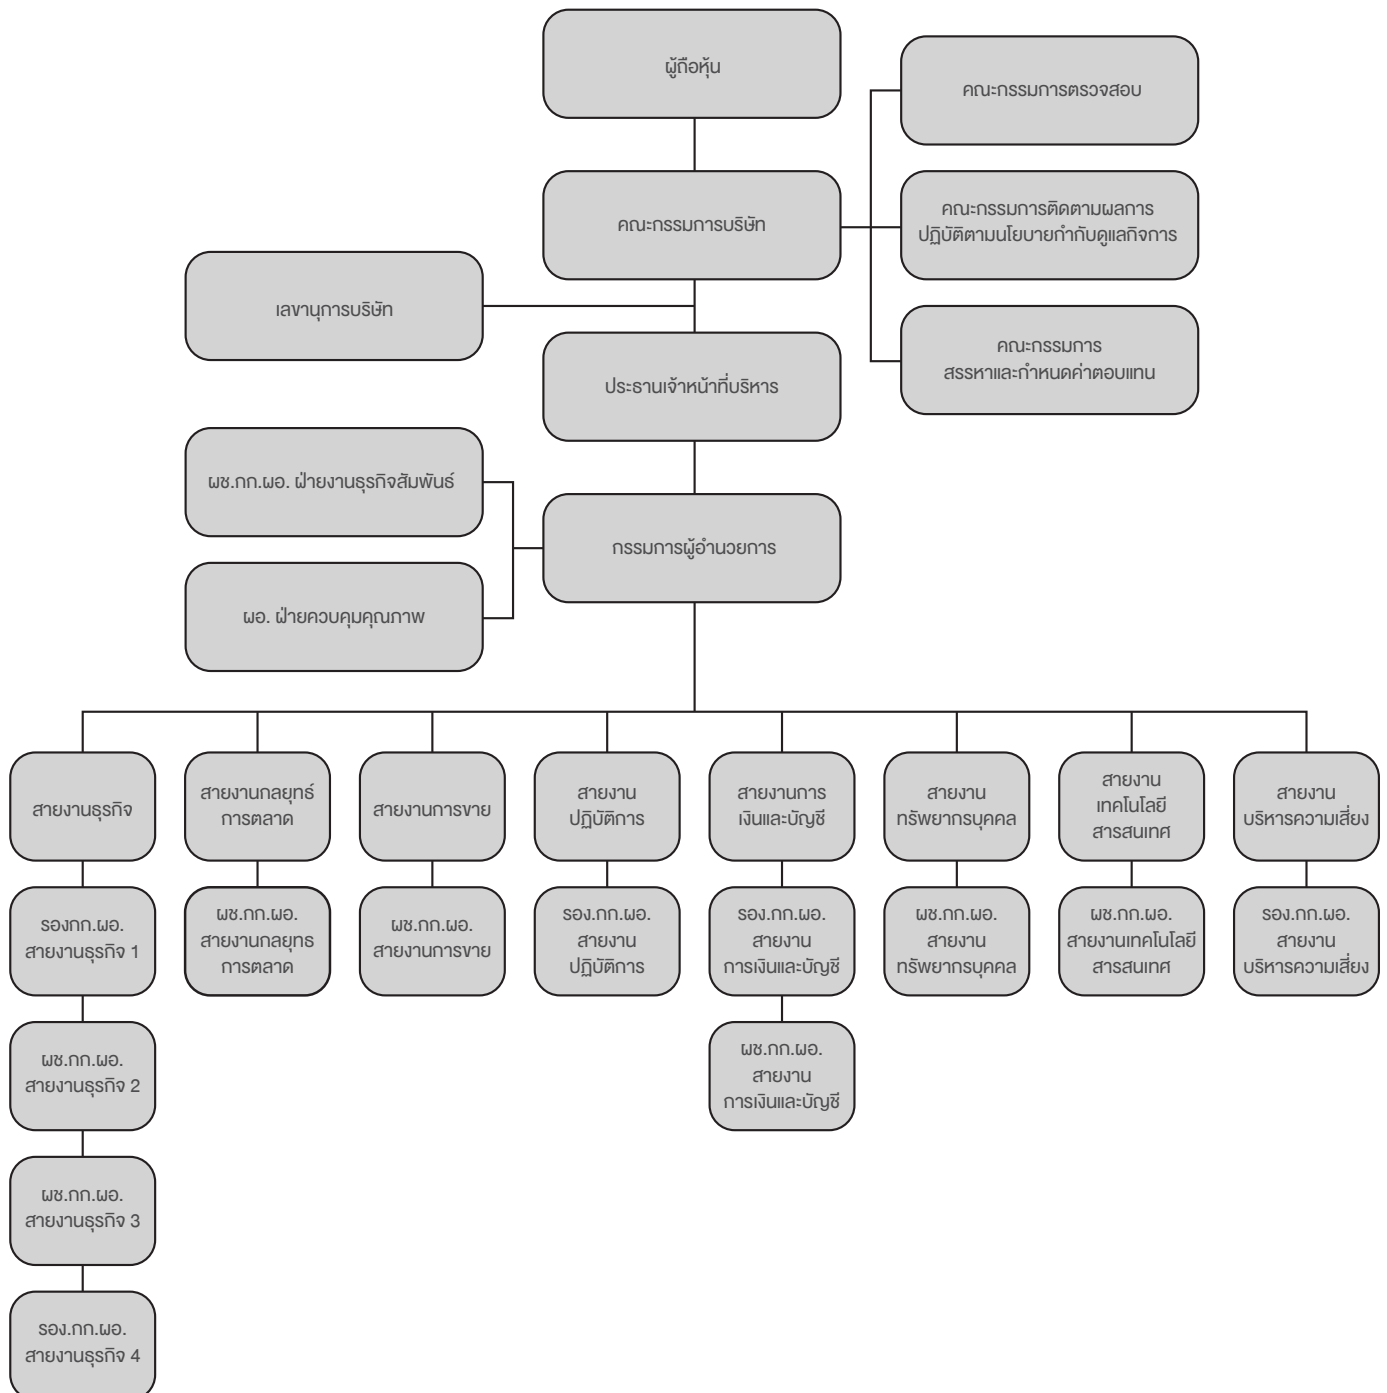 ผู้ถือหุ้น
คณะกรรมการตรวจสอบ
คณะกรรมการบริษัท
คณะกรรมการติดตามผลการ
ปฏิบัติตามนโยบายกำกับดูแลกิจการ
เลขานุการบริษัท
คณะกรรมการ
สรรหาและกำหนดค่าตอบแทน
ประธานเจ้าหน้าที่บริหาร
ผช.กก.ผอ. ฝ่ายงานธุรกิจสัมพันธ์
กรรมการผู้อำนวยการ
ผอ. ฝ่ายควบคุมคุณภาพ
สายงานธุรกิจ
สายงานกลยุทธ์
การตลาด
สายงานการขาย
สายงาน
ปฏิบัติการ
สายงานการ
เงินและบัญชี
สายงาน
ทรัพยากรบุคคล
สายงาน
เทคโนโลยี
สารสนเทศ
สายงาน
บริหารความเสี่ยง
รองกก.ผอ.
สายงานธุรกิจ 1
ผช.กก.ผอ.
สายงานกลยุทธ
การตลาด
ผช.กก.ผอ.
สายงานการขาย
รอง.กก.ผอ.
สายงาน
ปฏิบัติการ
รอง.กก.ผอ.
สายงาน
การเงินและบัญชี
ผช.กก.ผอ.
สายงาน
ทรัพยากรบุคคล
ผช.กก.ผอ.
สายงานเทคโนโลยี
สารสนเทศ
รอง.กก.ผอ.
สายงาน
บริหารความเสี่ยง
ผช.กก.ผอ.
สายงานธุรกิจ 2
ผช.กก.ผอ.
สายงาน
การเงินและบัญชี
ผช.กก.ผอ.
สายงานธุรกิจ 3
รอง.กก.ผอ.
สายงานธุรกิจ 4